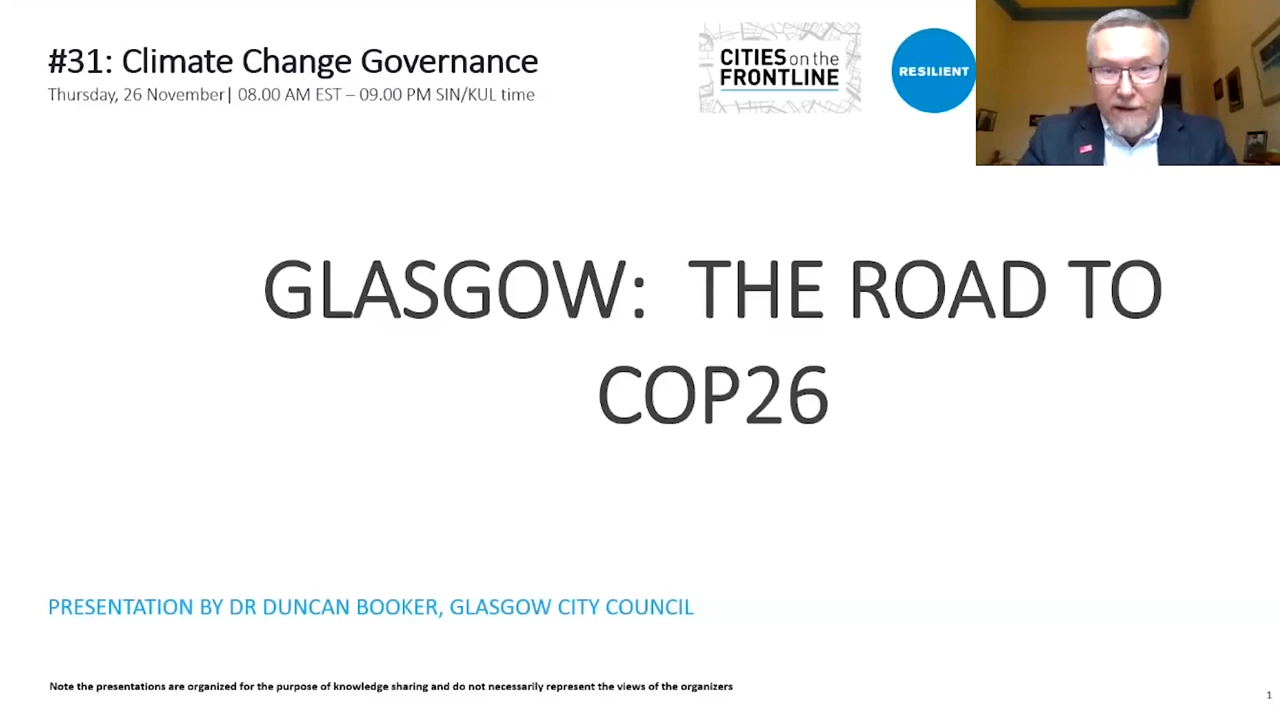 #31: Climate Change Governance
Thursday, 26 November| 08.00 AM EST – 09.00 PM SIN/KUL time
CITIES on the
FRONTLINE
RESILIENT
GLASGOW:  THE ROAD TO
COP26
PRESENTATION BY DR DUNCAN BOOKER, GLASGOW CITY COUNCIL
Note the presentations are organized for the purpose of knowledge sharing and do not necessarily represent the views of the organizers
1